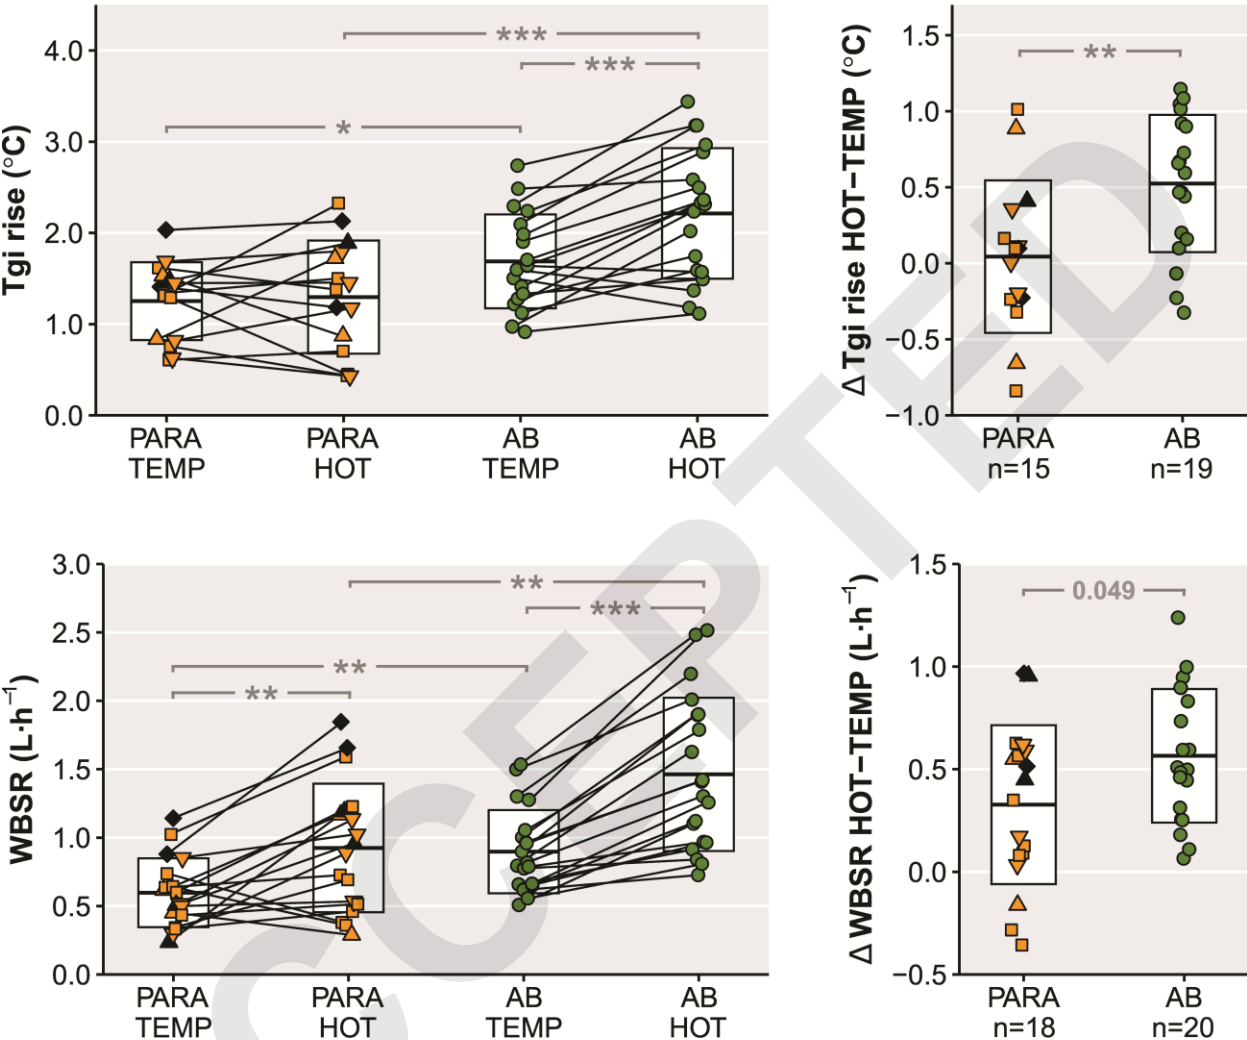 Tgi rise (°C)
4.0
3.0
2.0
1.0
0.0
***
***
*
PARA
TEMP
PARA
HOT
AB
TEMP
AB
HOT
Δ Tgi rise HOT−TEMP (°C)
1.5
1.0
0.5
0.0
−0.5
−1.0
**
PARA
n=15
AB
n=19
WBSR (L·h⁻¹)
3.0
2.5
2.0
1.5
1.0
0.5
0.0
**
***
**
**
PARA
TEMP
PARA
HOT
AB
TEMP
AB
HOT
Δ WBSR HOT−TEMP (L·h⁻¹)
1.5
1.0
0.5
0.0
−0.5
0.049
PARA
n=18
AB
n=20
CCEPTED